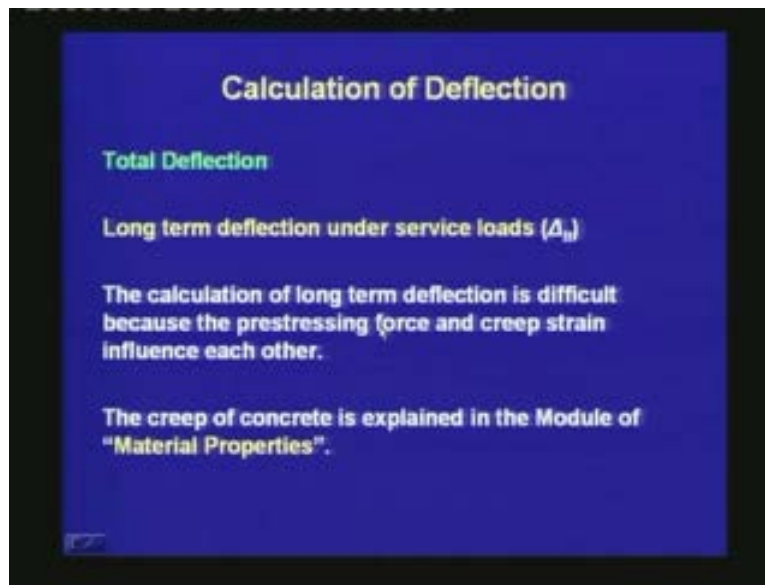 Calculation of Deflection
Total Deflection
Long term deflection under service loads (Δlt)
The calculation of long term deflection is difficult
because the prestressing force and creep strain
influence each other.
The creep of concrete is explained in the Module of
“Material Properties”.